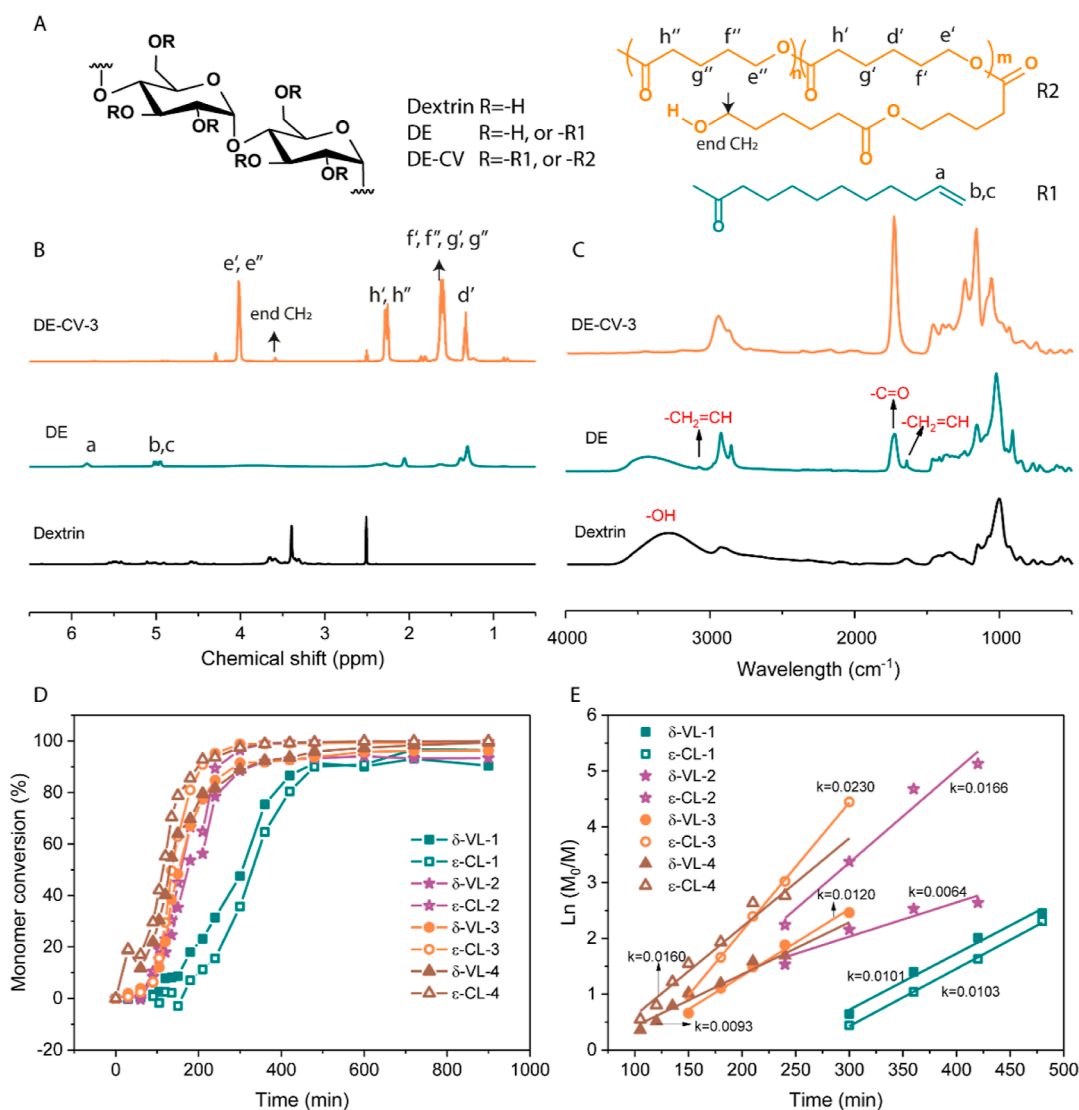 A
OR
OR
O
O
O
RO
RO
OR
O
O
RO
RO
OR
Dextrin R=-H
DE R=-H, or -R1
DE-CV R=-R1, or -R2
h″ f″ h′ d′ e′
O n O m
O g″ e″ O g′ f′ O
R2
H
O
O
O
end CH₂
O
a
b,c
R1
O
B
e′, e″
end CH₂
h′, h″
f′, f″, g′, g″
d′
DE-CV-3
DE
a
b,c
Dextrin
6 5 4 3 2 1
Chemical shift (ppm)
C
DE-CV-3
-CH₂=CH
-C=O
-CH₂=CH
DE
-OH
Dextrin
4000 3000 2000 1000
Wavelength (cm⁻¹)
D
Monomer conversion (%)
100
80
60
40
20
0
-20
δ-VL-1
ε-CL-1
δ-VL-2
ε-CL-2
δ-VL-3
ε-CL-3
δ-VL-4
ε-CL-4
0 200 400 600 800 1000
Time (min)
E
Ln (M₀/M)
6
5
4
3
2
1
0
δ-VL-1
ε-CL-1
δ-VL-2
ε-CL-2
δ-VL-3
ε-CL-3
δ-VL-4
ε-CL-4
k=0.0230
k=0.0166
k=0.0120
k=0.0064
k=0.0160
k=0.0101
k=0.0103
k=0.0093
100 150 200 250 300 350 400 450 500
Time (min)